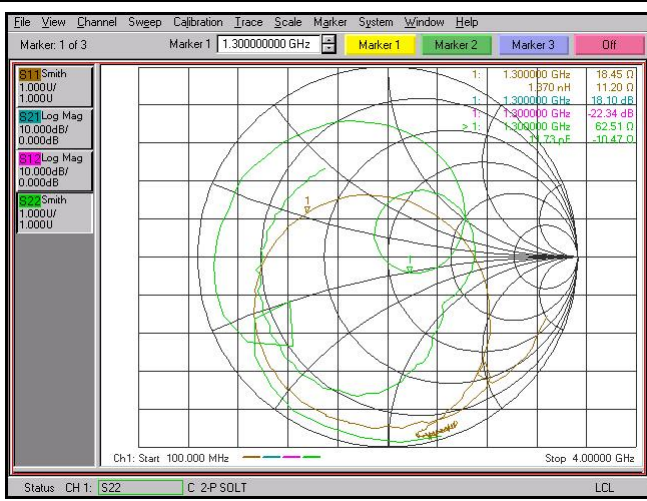 File View Channel Sweep Calibration Trace Scale Marker System Window Help
Marker: 1 of 3 Marker 1 1.300000000 GHz Marker 1 Marker 2 Marker 3 Off
S11 Smith
1.000U/
1.000U
S21 Log Mag
10.000dB/
0.000dB
S12 Log Mag
10.000dB/
0.000dB
S22 Smith
1.000U/
1.000U
1: 1.300000 GHz 18.45 Ω
1.370 nH 11.20 Ω
1: 1.300000 GHz 18.10 dB
1: 1.300000 GHz -22.34 dB
> 1: 1.300000 GHz 62.51 Ω
11.73 pF -10.47 Ω
1
1
Ch1: Start 100.000 MHz Stop 4.00000 GHz
Status CH 1: S22 C 2-P SOLT LCL